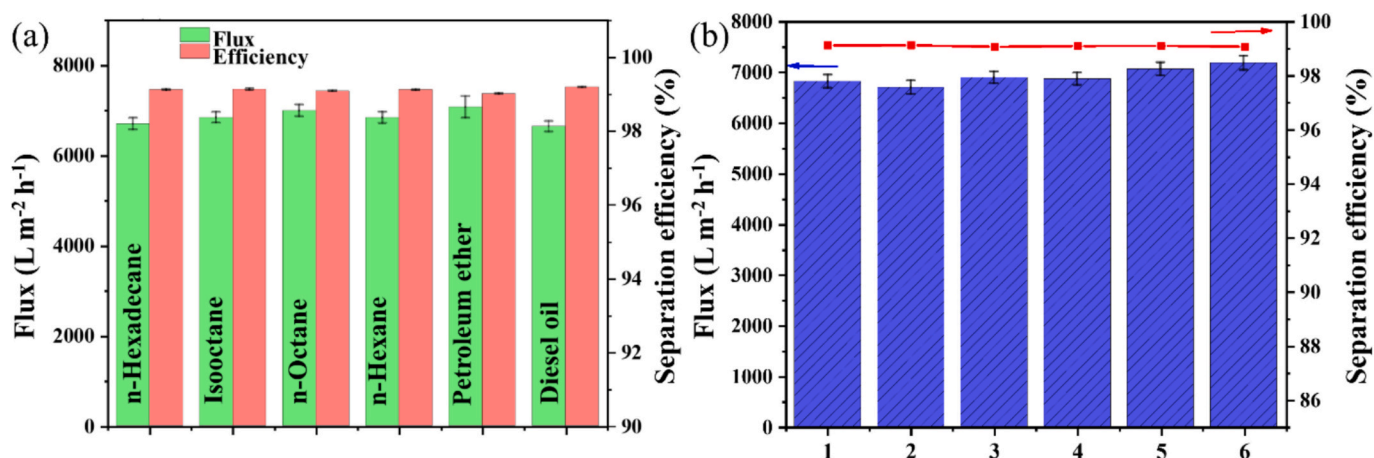 (a)
Flux
Efficiency
Flux (L m⁻² h⁻¹)
8000
6000
4000
2000
0
n-Hexadecane
Isooctane
n-Octane
n-Hexane
Petroleum ether
Diesel oil
100
98
96
94
92
90
Separation efficiency (%)
(b)
Flux (L m⁻² h⁻¹)
8000
7000
6000
5000
4000
3000
2000
1000
0
1 2 3 4 5 6
100
98
96
94
92
90
88
86
Separation efficiency (%)